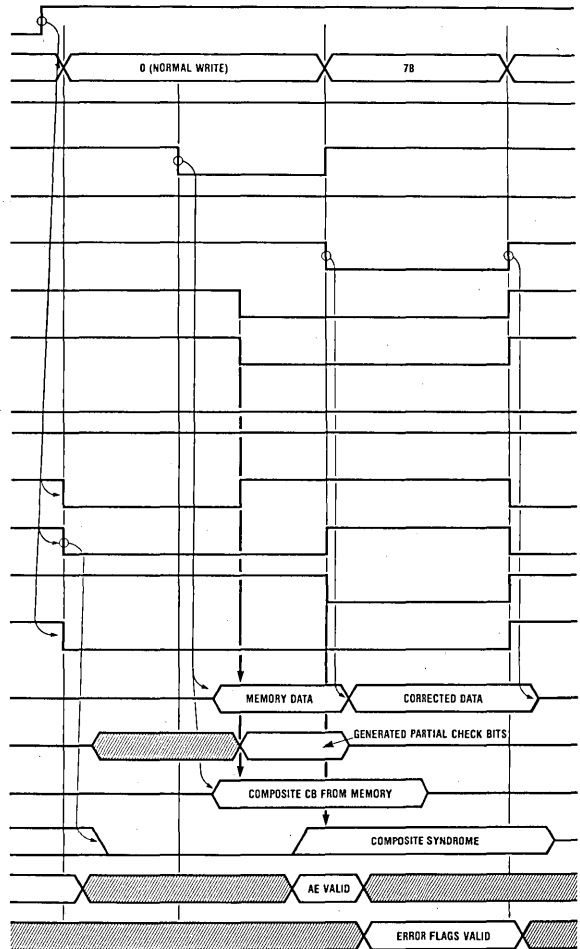 0 (NORMAL WRITE)
7B
MEMORY DATA
CORRECTED DATA
GENERATED PARTIAL CHECK BITS
COMPOSITE CB FROM MEMORY
COMPOSITE SYNDROME
AE VALID
ERROR FLAGS VALID